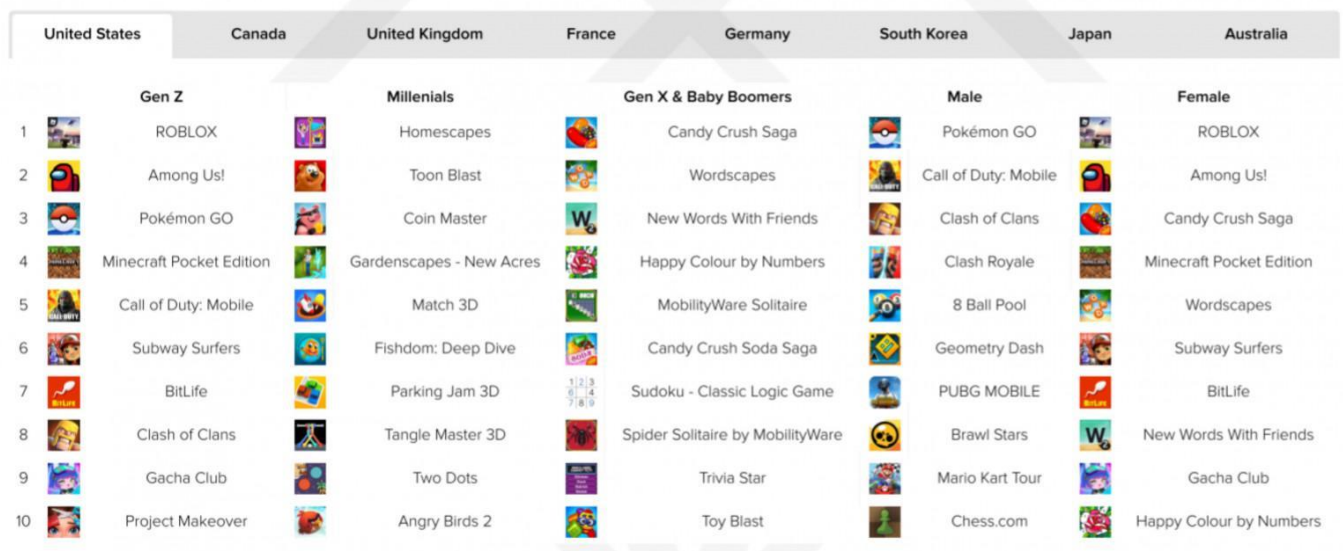 United States Canada United Kingdom France Germany South Korea Japan Australia
Gen Z Millenials Gen X & Baby Boomers Male Female
1 ROBLOX Homescapes Candy Crush Saga Pokémon GO ROBLOX
2 Among Us! Toon Blast Wordscapes Call of Duty: Mobile Among Us!
3 Pokémon GO Coin Master New Words With Friends Clash of Clans Candy Crush Saga
4 Minecraft Pocket Edition Gardenscapes - New Acres Happy Colour by Numbers Clash Royale Minecraft Pocket Edition
5 Call of Duty: Mobile Match 3D MobilityWare Solitaire 8 Ball Pool Wordscapes
6 Subway Surfers Fishdom: Deep Dive Candy Crush Soda Saga Geometry Dash Subway Surfers
7 BitLife Parking Jam 3D Sudoku - Classic Logic Game PUBG MOBILE BitLife
8 Clash of Clans Tangle Master 3D Spider Solitaire by MobilityWare Brawl Stars New Words With Friends
9 Gacha Club Two Dots Trivia Star Mario Kart Tour Gacha Club
10 Project Makeover Angry Birds 2 Toy Blast Chess.com Happy Colour by Numbers